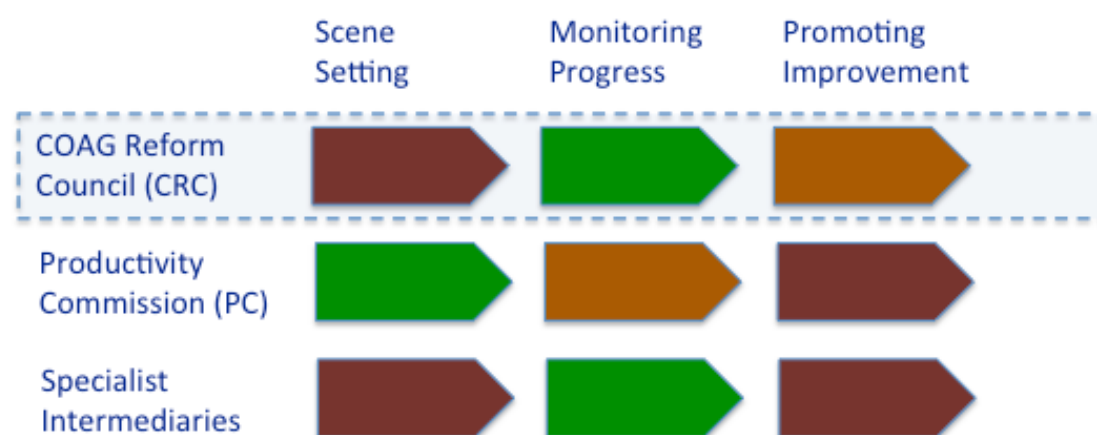 Scene
Setting
Monitoring
Progress
Promoting
Improvement
COAG Reform
Council (CRC)
Productivity
Commission (PC)
Specialist
Intermediaries